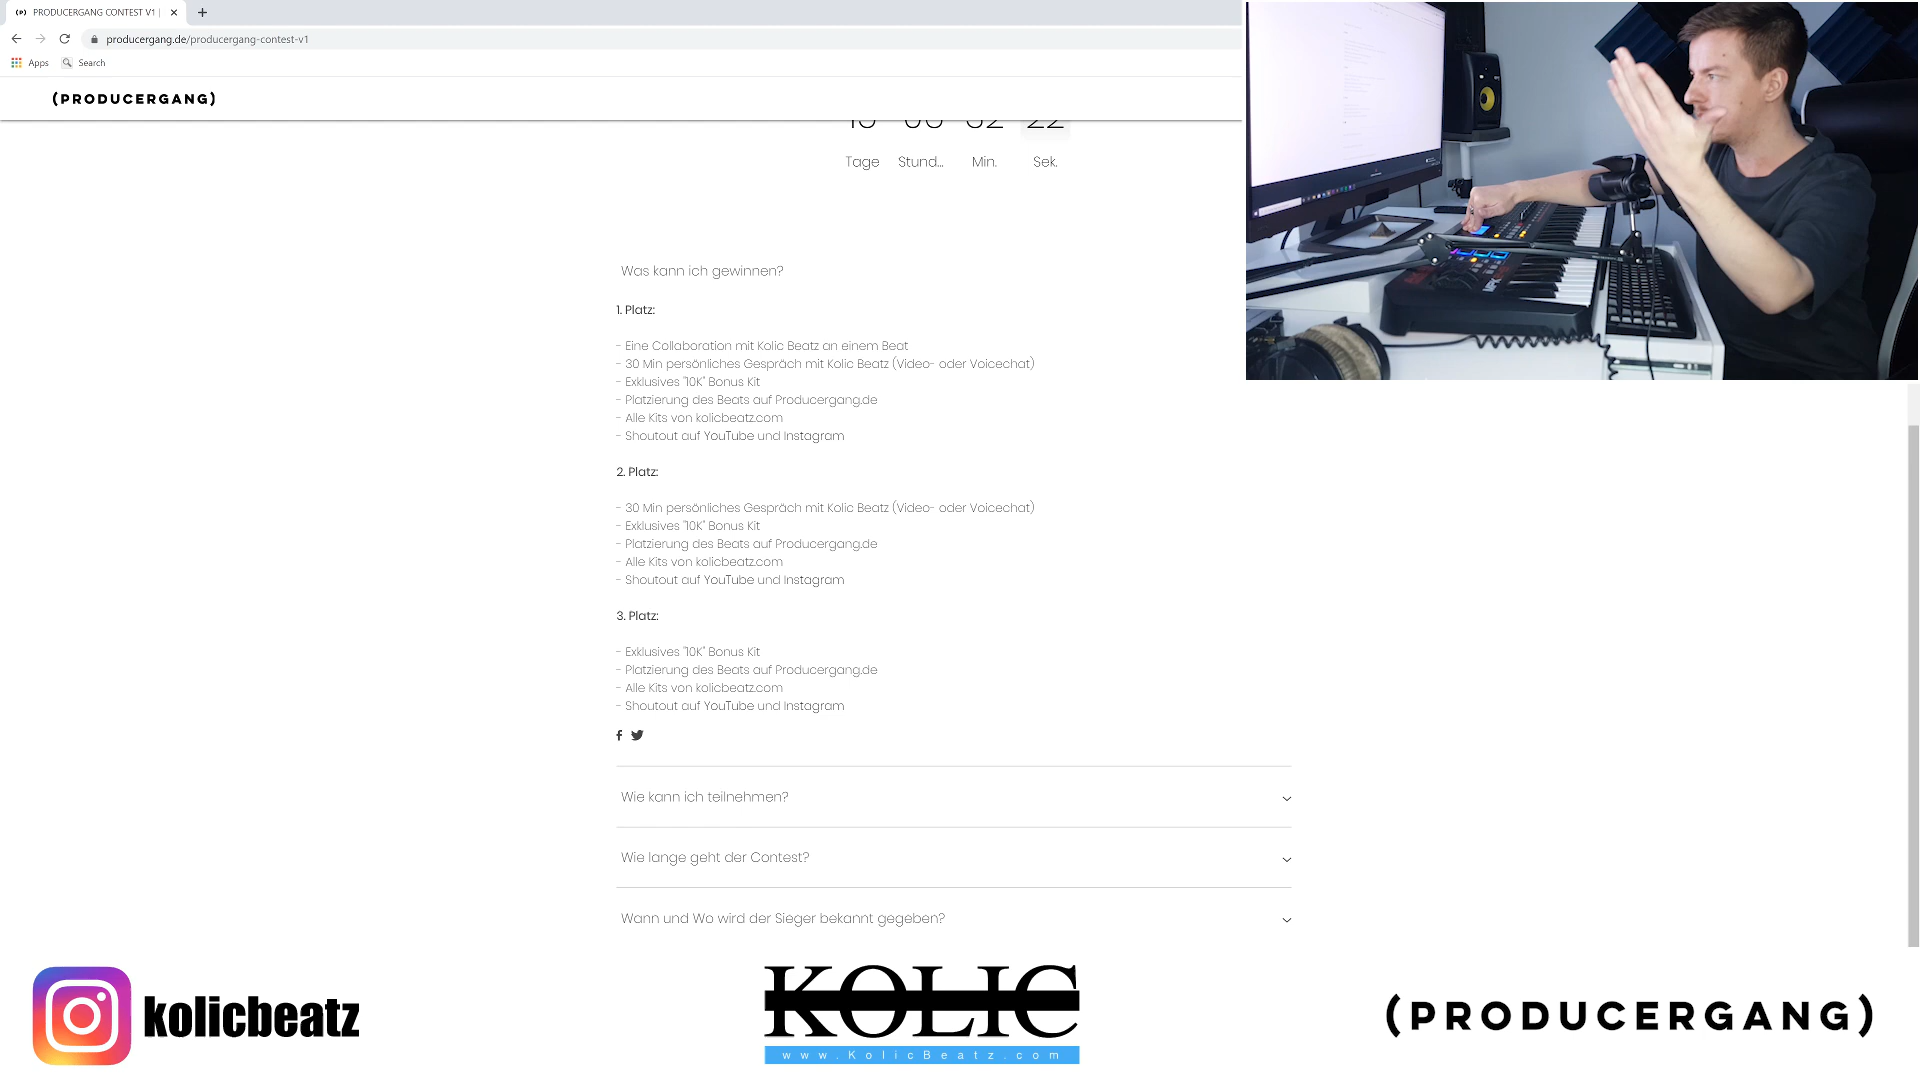 PRODUCERGANG CONTEST V1 |
producergang.de/producergang-contest-v1
Apps Search
(PRODUCERGANG)
Tage Stund... Min. Sek.
Was kann ich gewinnen?
1. Platz:
- Eine Collaboration mit Kolic Beatz an einem Beat
- 30 Min persönliches Gespräch mit Kolic Beatz (Video- oder Voicechat)
- Exklusives "10K" Bonus Kit
- Platzierung des Beats auf Producergang.de
- Alle Kits von kolicbeatz.com
- Shoutout auf YouTube und Instagram
2. Platz:
- 30 Min persönliches Gespräch mit Kolic Beatz (Video- oder Voicechat)
- Exklusives "10K" Bonus Kit
- Platzierung des Beats auf Producergang.de
- Alle Kits von kolicbeatz.com
- Shoutout auf YouTube und Instagram
3. Platz:
- Exklusives "10K" Bonus Kit
- Platzierung des Beats auf Producergang.de
- Alle Kits von kolicbeatz.com
- Shoutout auf YouTube und Instagram
Wie kann ich teilnehmen?
Wie lange geht der Contest?
Wann und Wo wird der Sieger bekannt gegeben?
kolicbeatz
KOLIC
www.KolicBeatz.com
(PRODUCERGANG)